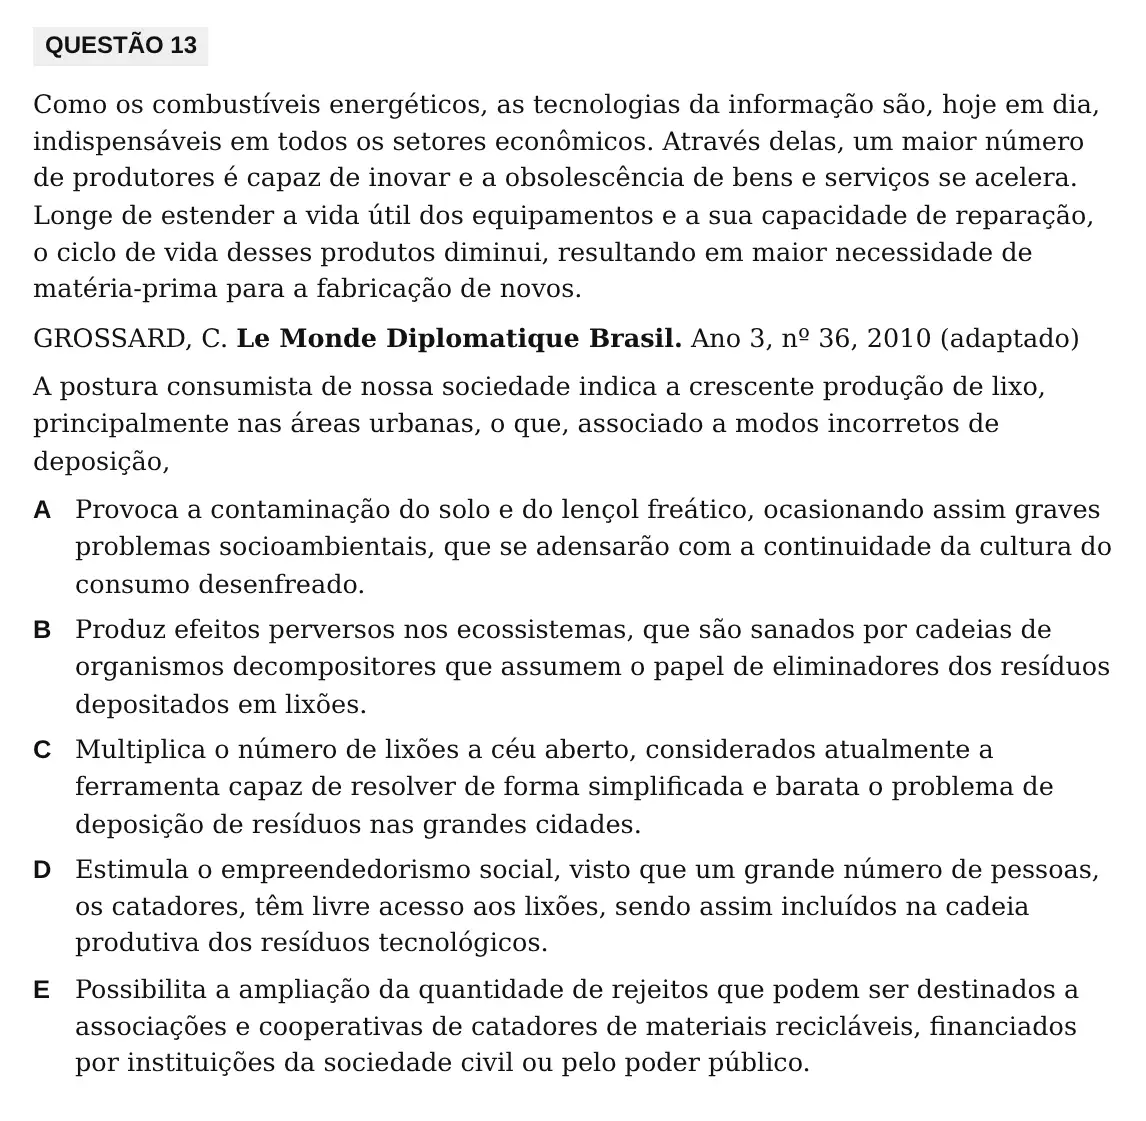 QUESTÃO 13
Como os combustíveis energéticos, as tecnologias da informação são, hoje em dia,
indispensáveis em todos os setores econômicos. Através delas, um maior número
de produtores é capaz de inovar e a obsolescência de bens e serviços se acelera.
Longe de estender a vida útil dos equipamentos e a sua capacidade de reparação,
o ciclo de vida desses produtos diminui, resultando em maior necessidade de
matéria-prima para a fabricação de novos.
GROSSARD, C. Le Monde Diplomatique Brasil. Ano 3, nº 36, 2010 (adaptado)
A postura consumista de nossa sociedade indica a crescente produção de lixo,
principalmente nas áreas urbanas, o que, associado a modos incorretos de
deposição,
A Provoca a contaminação do solo e do lençol freático, ocasionando assim graves
problemas socioambientais, que se adensarão com a continuidade da cultura do
consumo desenfreado.
B Produz efeitos perversos nos ecossistemas, que são sanados por cadeias de
organismos decompositores que assumem o papel de eliminadores dos resíduos
depositados em lixões.
C Multiplica o número de lixões a céu aberto, considerados atualmente a
ferramenta capaz de resolver de forma simplificada e barata o problema de
deposição de resíduos nas grandes cidades.
D Estimula o empreendedorismo social, visto que um grande número de pessoas,
os catadores, têm livre acesso aos lixões, sendo assim incluídos na cadeia
produtiva dos resíduos tecnológicos.
E Possibilita a ampliação da quantidade de rejeitos que podem ser destinados a
associações e cooperativas de catadores de materiais recicláveis, financiados
por instituições da sociedade civil ou pelo poder público.